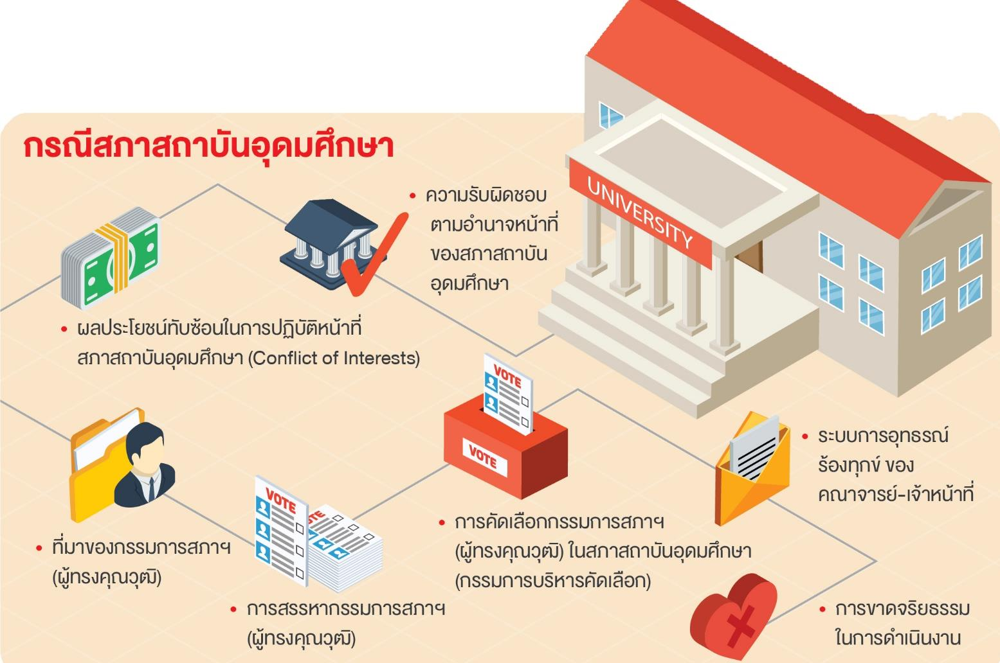 กรณีสภาสถาบันอุดมศึกษา
UNIVERSITY
• ความรับผิดชอบ
ตามอำนาจหน้าที่
ของสภาสถาบัน
อุดมศึกษา
• ผลประโยชน์ทับซ้อนในการปฏิบัติหน้าที่
สภาสถาบันอุดมศึกษา (Conflict of Interests)
VOTE
VOTE
• ระบบการอุทธรณ์
ร้องทุกข์ ของ
คณาจารย์-เจ้าหน้าที่
• การคัดเลือกกรรมการสภาฯ
(ผู้ทรงคุณวุฒิ) ในสภาสถาบันอุดมศึกษา
(กรรมการบริหารคัดเลือก)
• ที่มาของกรรมการสภาฯ
(ผู้ทรงคุณวุฒิ)
VOTE
• การสรรหากรรมการสภาฯ
(ผู้ทรงคุณวุฒิ)
• การขาดจริยธรรม
ในการดำเนินงาน